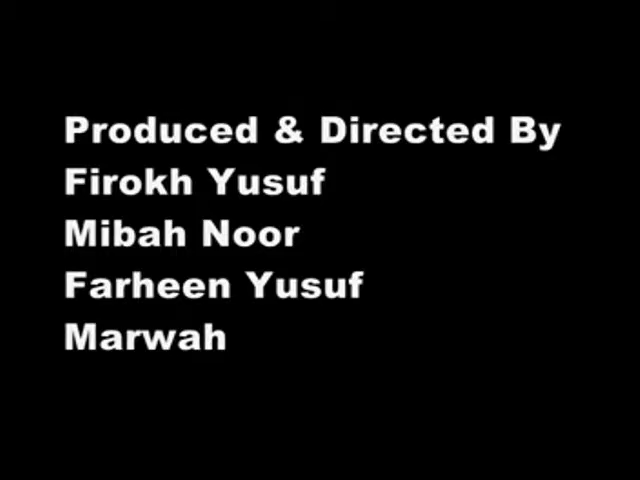 Produced & Directed By
Firokh Yusuf
Mibah Noor
Farheen Yusuf
Marwah